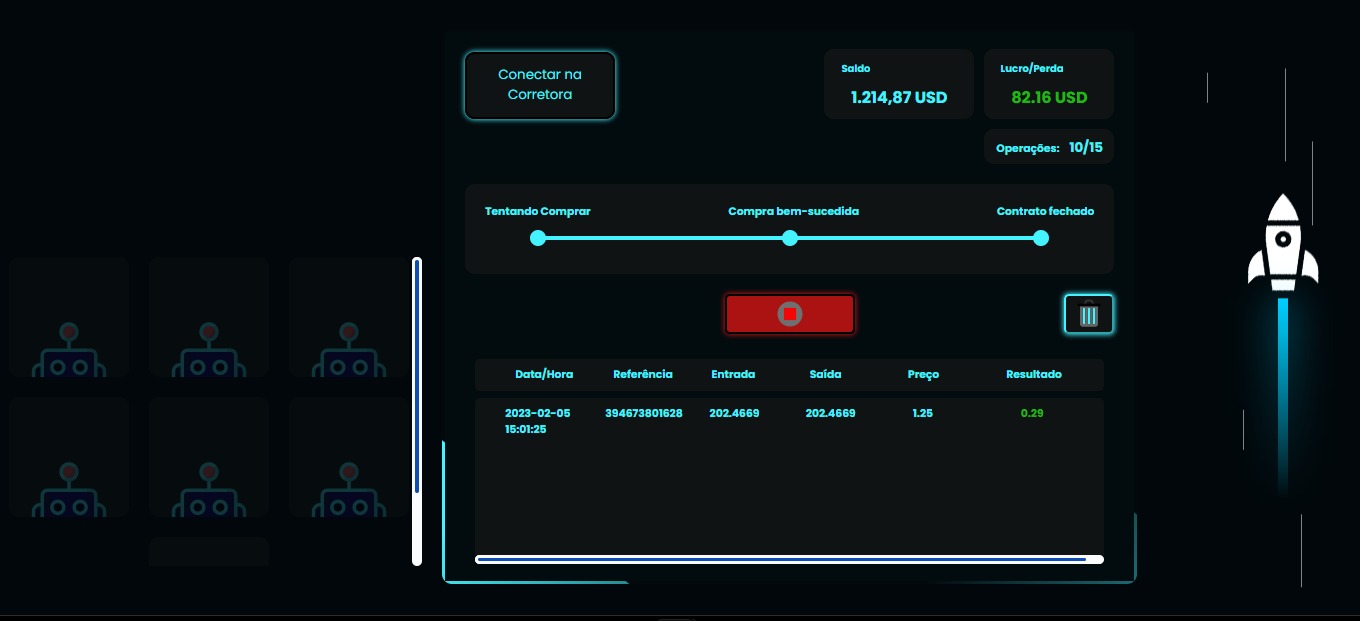 Conectar na
Corretora
Saldo
1.214,87 USD
Lucro/Perda
82.16 USD
Operações: 10/15
Tentando Comprar
Compra bem-sucedida
Contrato fechado
Data/Hora Referência Entrada Saída Preço Resultado
2023-02-05 394673801628 202.4669 202.4669 1.25 0.29
15:01:25